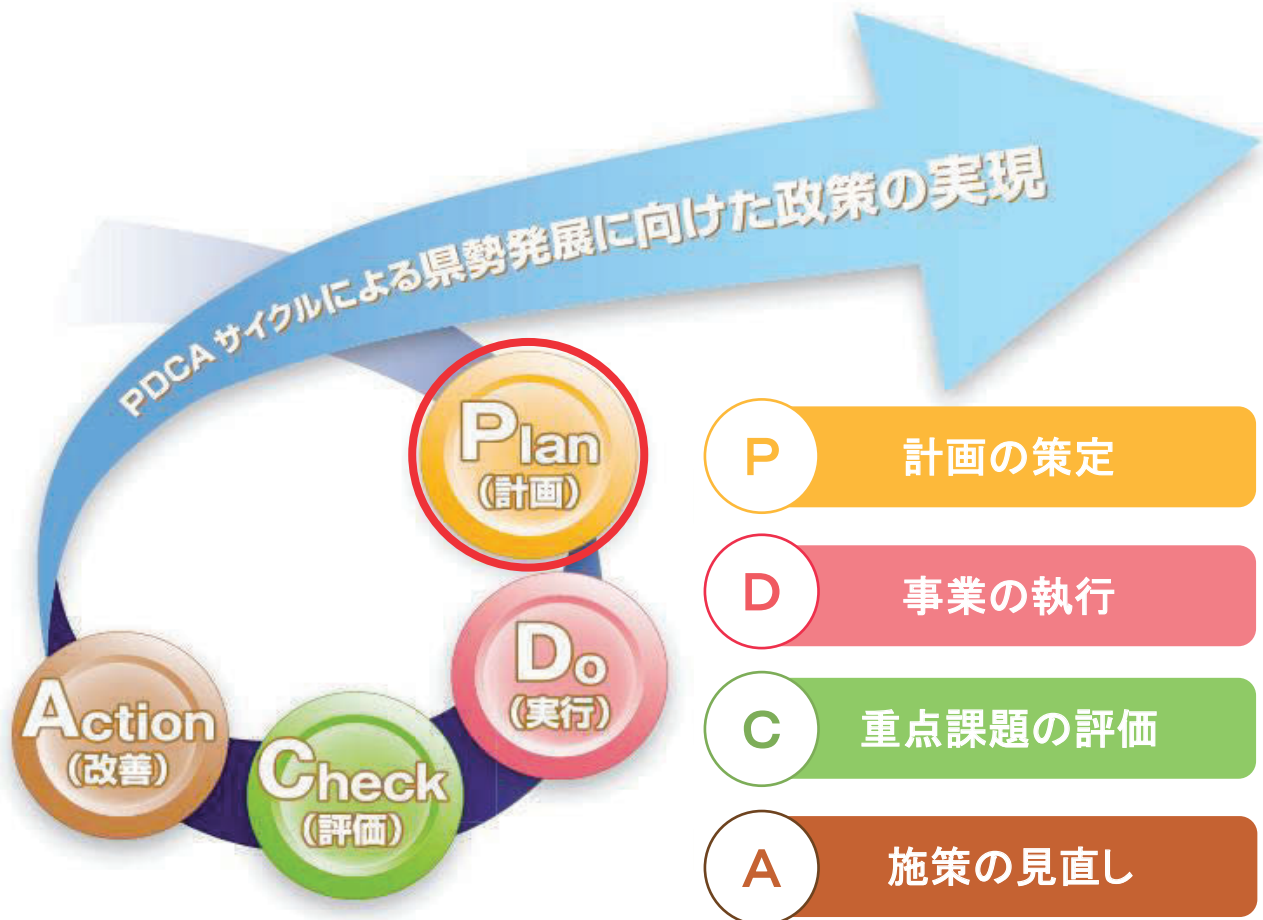 PDCAサイクルによる県勢発展に向けた政策の実現
Plan
(計画)
Do
(実行)
Check
(評価)
Action
(改善)
P
計画の策定
D
事業の執行
C
重点課題の評価
A
施策の見直し